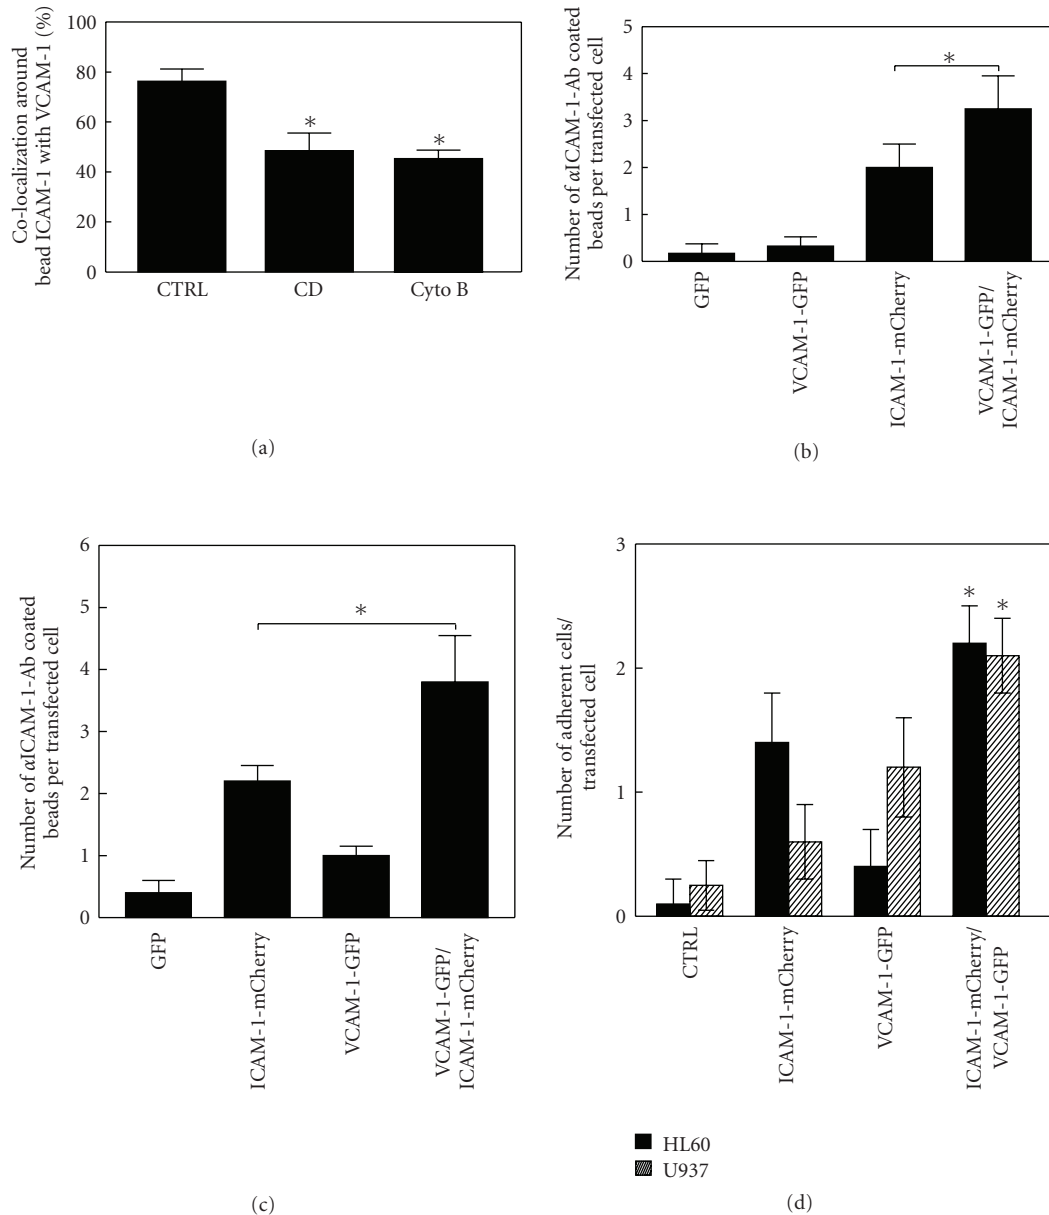 Co-localization around
bead ICAM-1 with VCAM-1 (%)
100
80
60
40
20
0
*
*
CTRL
CD
Cyto B
(a)
Number of αICAM-1-Ab coated
beads per transfected cell
5
4
3
2
1
0
*
GFP
VCAM-1-GFP
ICAM-1-mCherry
VCAM-1-GFP/
ICAM-1-mCherry
(b)
Number of αICAM-1-Ab coated
beads per transfected cell
6
5
4
3
2
1
0
*
GFP
ICAM-1-mCherry
VCAM-1-GFP
VCAM-1-GFP/
ICAM-1-mCherry
(c)
Number of adherent cells/
transfected cell
3
2
1
0
*
*
CTRL
ICAM-1-mCherry
VCAM-1-GFP
ICAM-1-mCherry/
VCAM-1-GFP
HL60
U937
(d)